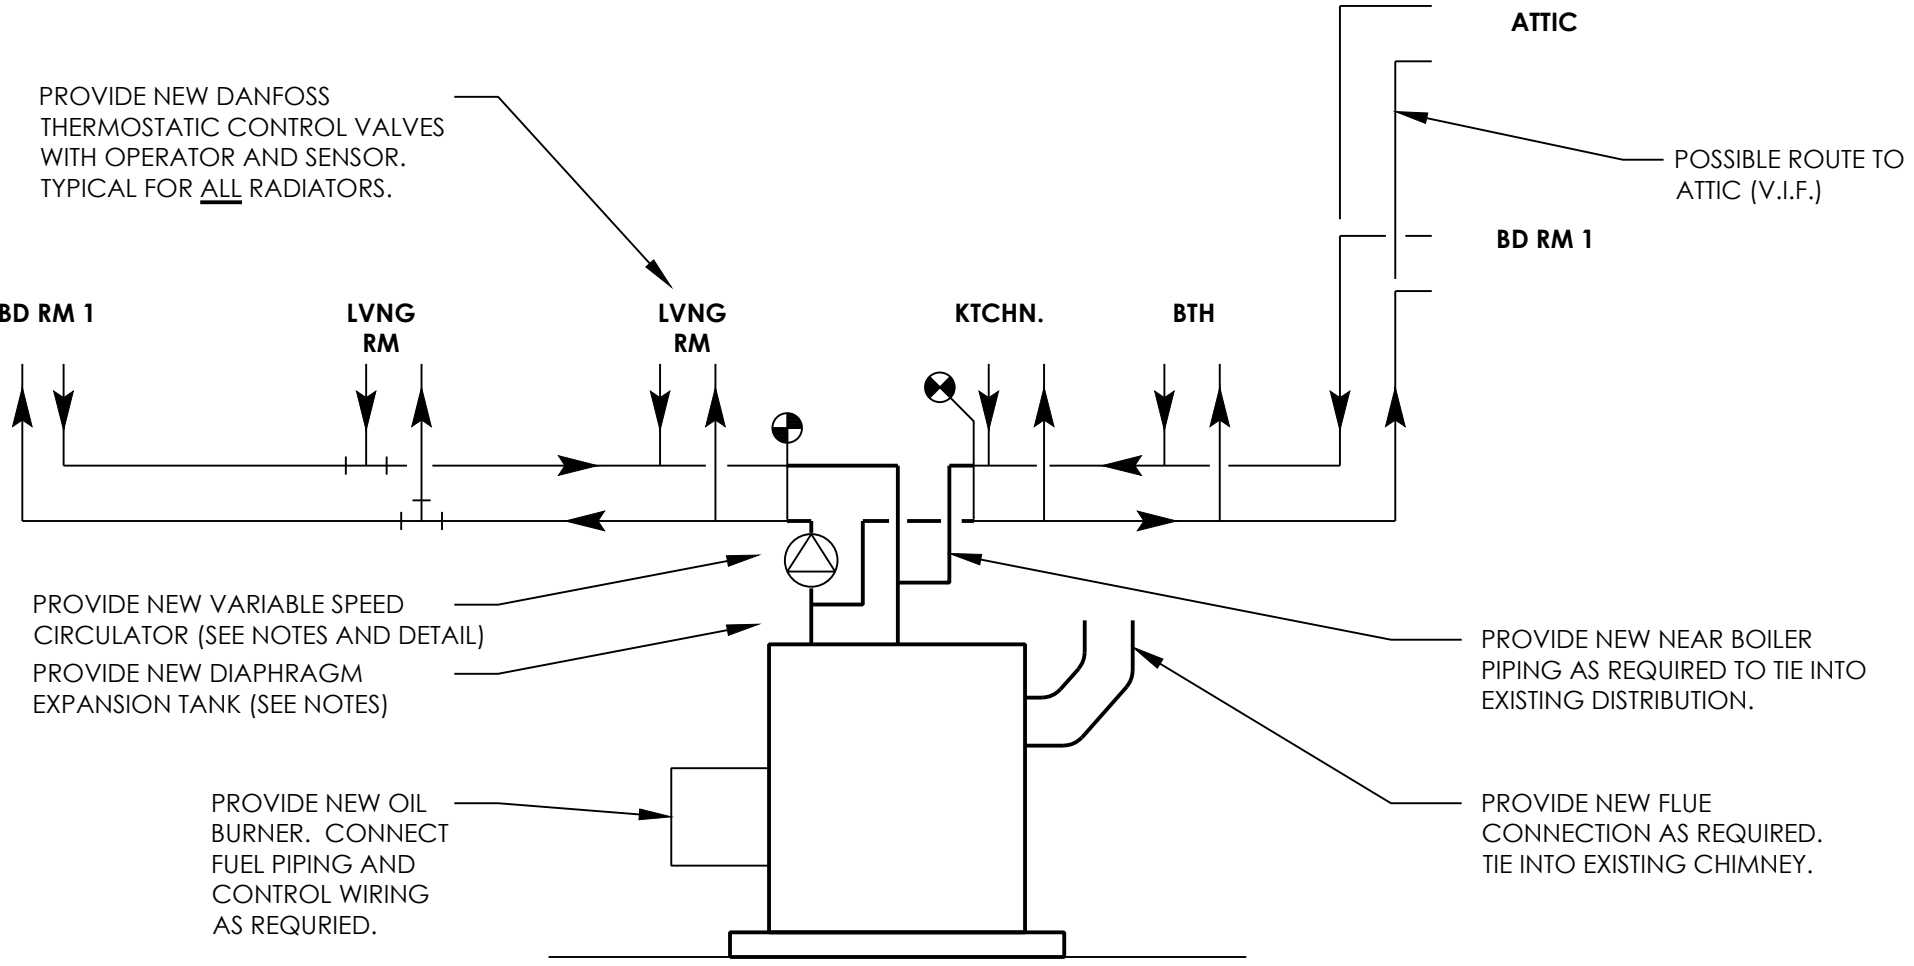 ATTIC
PROVIDE NEW DANFOSS
THERMOSTATIC CONTROL VALVES
WITH OPERATOR AND SENSOR.
TYPICAL FOR ALL RADIATORS.
POSSIBLE ROUTE TO
ATTIC (V.I.F.)
BD RM 1
BD RM 1
LVNG
RM
LVNG
RM
KTCHN.
BTH
PROVIDE NEW VARIABLE SPEED
CIRCULATOR (SEE NOTES AND DETAIL)
PROVIDE NEW DIAPHRAGM
EXPANSION TANK (SEE NOTES)
PROVIDE NEW NEAR BOILER
PIPING AS REQUIRED TO TIE INTO
EXISTING DISTRIBUTION.
PROVIDE NEW OIL
BURNER.  CONNECT
FUEL PIPING AND
CONTROL WIRING
AS REQURIED.
PROVIDE NEW FLUE
CONNECTION AS REQUIRED.
TIE INTO EXISTING CHIMNEY.